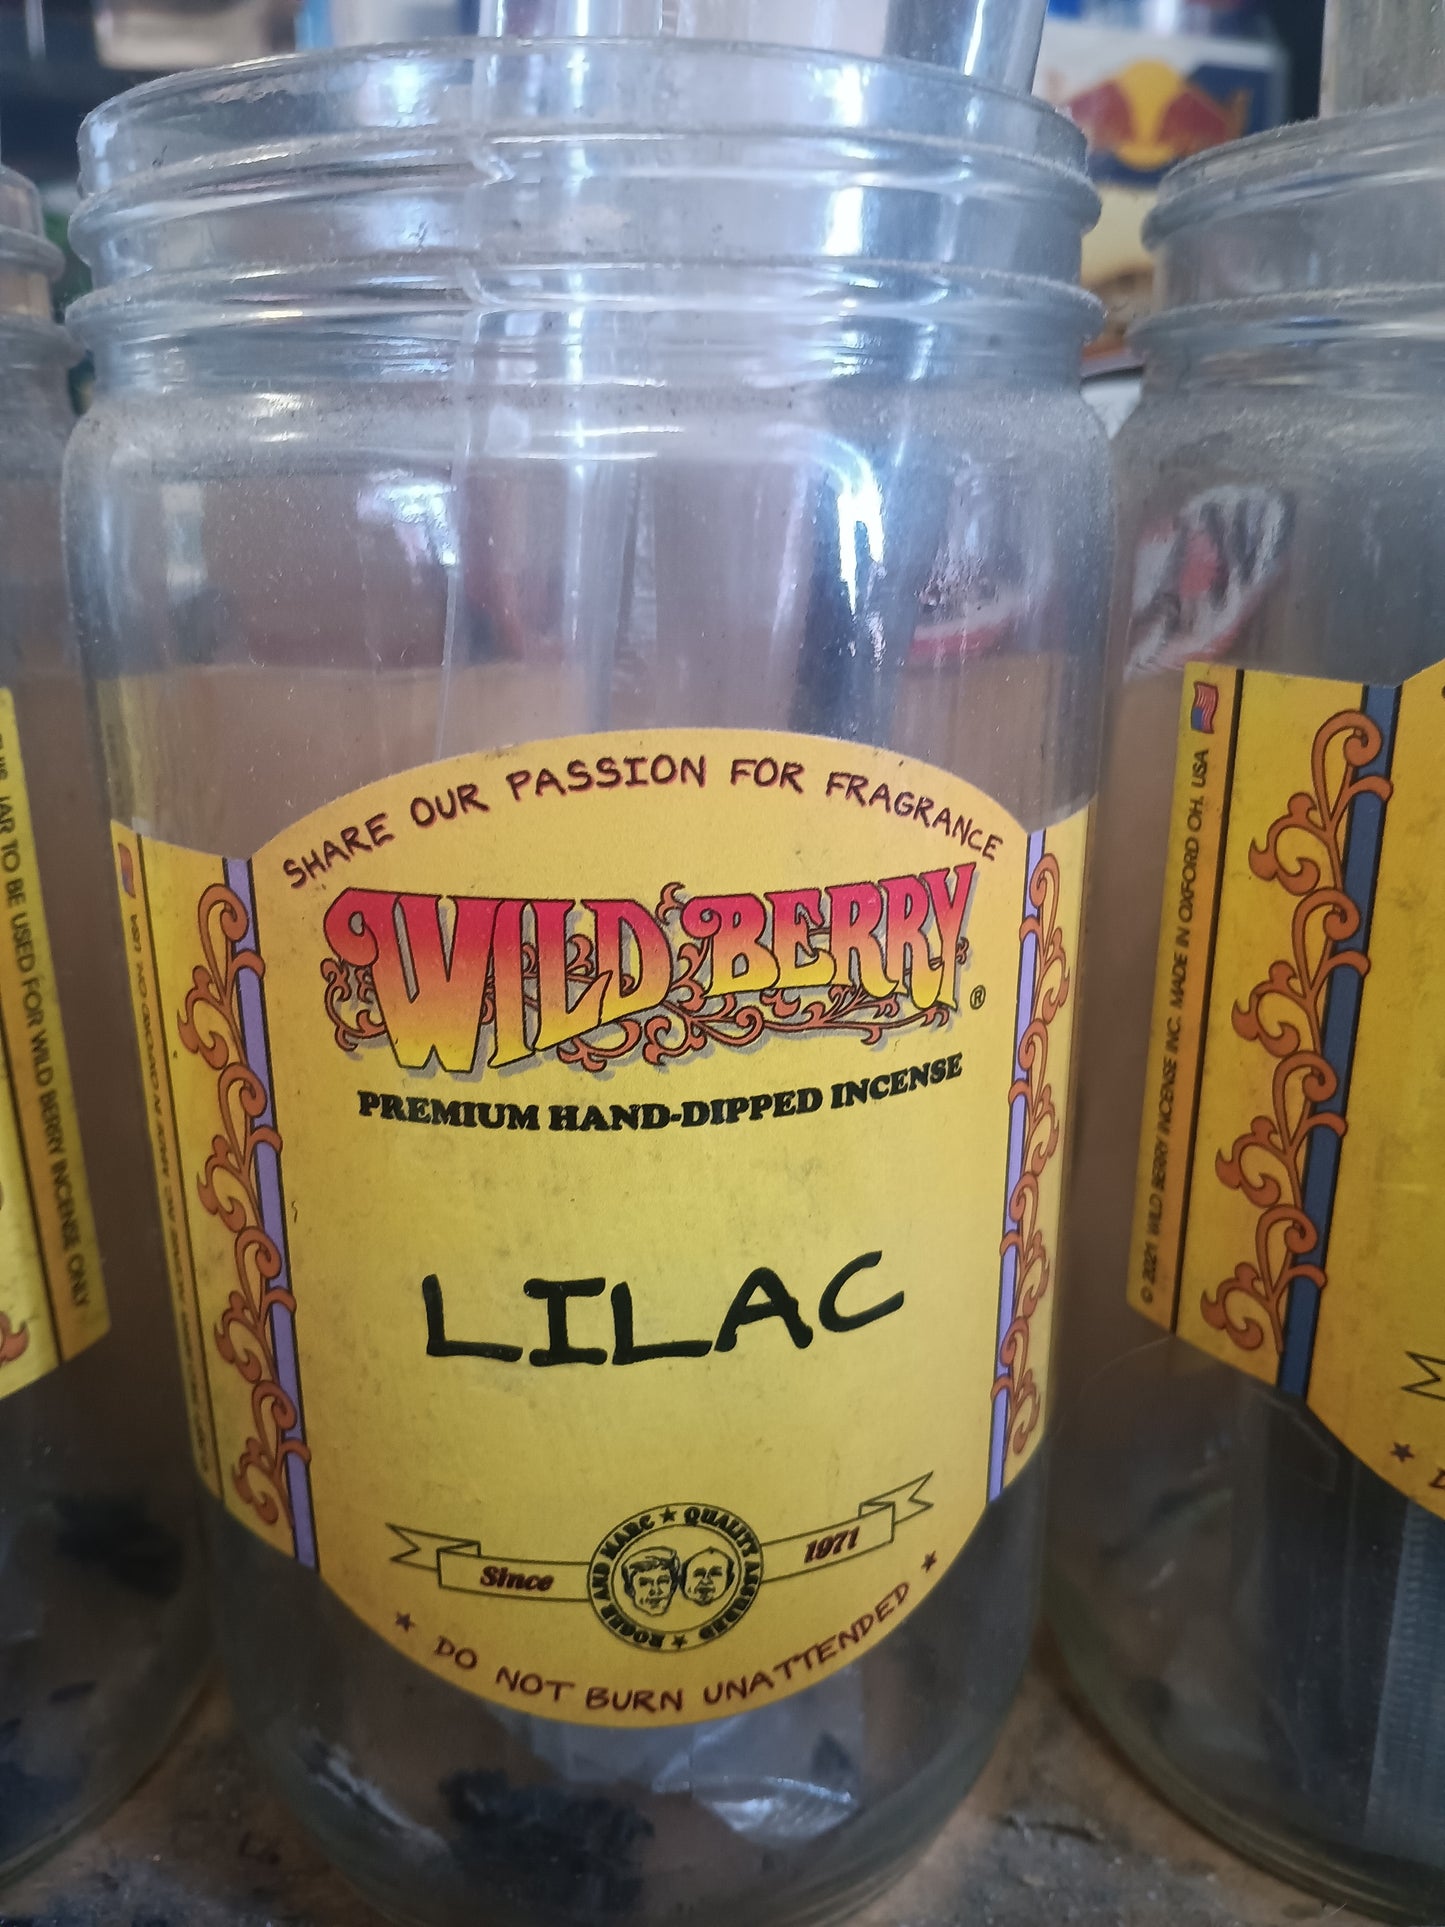 SHARE OUR PASSION FOR FRAGRANCE
WILD BERRY ®
PREMIUM HAND-DIPPED INCENSE
LILAC
Since 1971
ROGER AND MARC ★ QUALITY ASSURED ★
★ DO NOT BURN UNATTENDED ★
JAR TO BE USED FOR WILD BERRY INCENSE ONLY
© 2021 WILD BERRY INCENSE INC. MADE IN OXFORD OH. USA
M